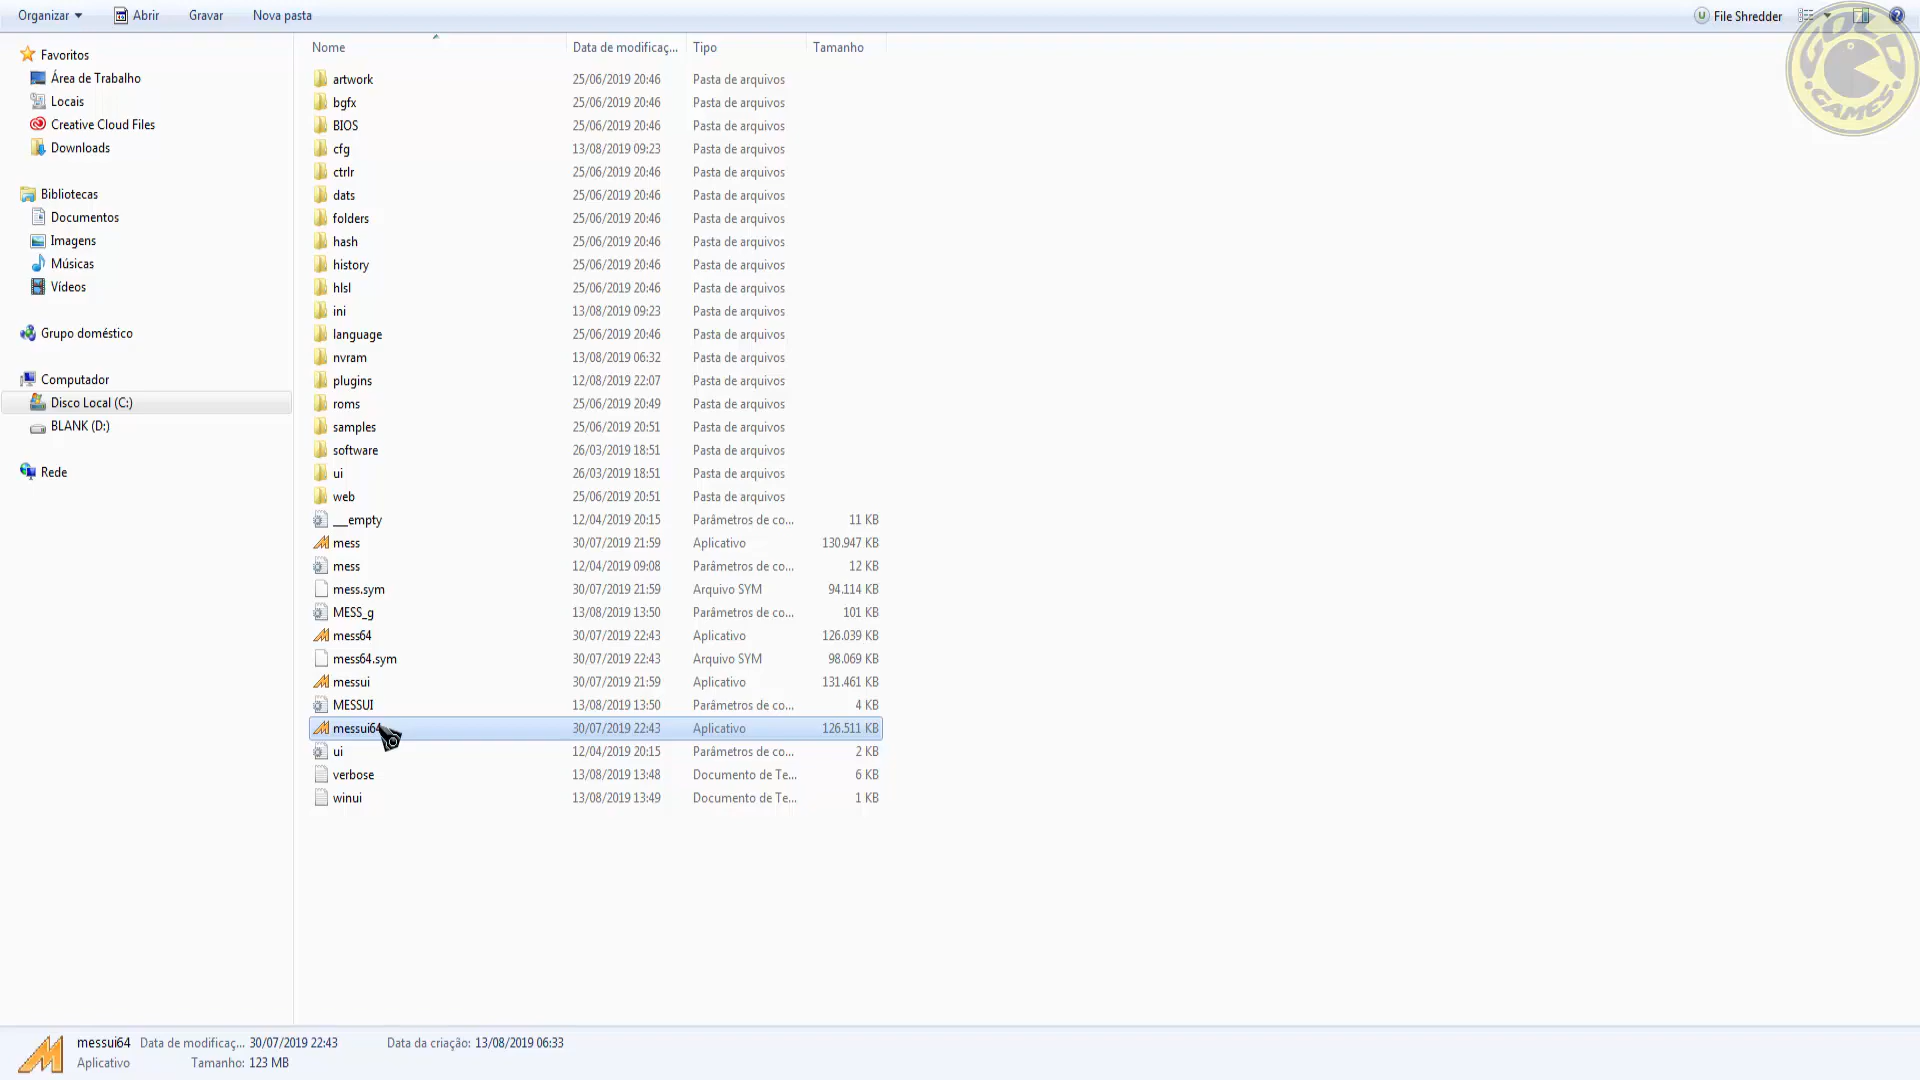 Organizar Abrir Gravar Nova pasta File Shredder
Nome Data de modificaç... Tipo Tamanho
Favoritos
Área de Trabalho
Locais
Creative Cloud Files
Downloads
Bibliotecas
Documentos
Imagens
Músicas
Vídeos
Grupo doméstico
Computador
Disco Local (C:)
BLANK (D:)
Rede
artwork 25/06/2019 20:46 Pasta de arquivos
bgfx 25/06/2019 20:46 Pasta de arquivos
BIOS 25/06/2019 20:46 Pasta de arquivos
cfg 13/08/2019 09:23 Pasta de arquivos
ctrlr 25/06/2019 20:46 Pasta de arquivos
dats 25/06/2019 20:46 Pasta de arquivos
folders 25/06/2019 20:46 Pasta de arquivos
hash 25/06/2019 20:46 Pasta de arquivos
history 25/06/2019 20:46 Pasta de arquivos
hlsl 25/06/2019 20:46 Pasta de arquivos
ini 13/08/2019 09:23 Pasta de arquivos
language 25/06/2019 20:46 Pasta de arquivos
nvram 13/08/2019 06:32 Pasta de arquivos
plugins 12/08/2019 22:07 Pasta de arquivos
roms 25/06/2019 20:49 Pasta de arquivos
samples 25/06/2019 20:51 Pasta de arquivos
software 26/03/2019 18:51 Pasta de arquivos
ui 26/03/2019 18:51 Pasta de arquivos
web 25/06/2019 20:51 Pasta de arquivos
__empty 12/04/2019 20:15 Parâmetros de co... 11 KB
mess 30/07/2019 21:59 Aplicativo 130.947 KB
mess 12/04/2019 09:08 Parâmetros de co... 12 KB
mess.sym 30/07/2019 21:59 Arquivo SYM 94.114 KB
MESS_g 13/08/2019 13:50 Parâmetros de co... 101 KB
mess64 30/07/2019 22:43 Aplicativo 126.039 KB
mess64.sym 30/07/2019 22:43 Arquivo SYM 98.069 KB
messui 30/07/2019 21:59 Aplicativo 131.461 KB
MESSUI 13/08/2019 13:50 Parâmetros de co... 4 KB
messui64 30/07/2019 22:43 Aplicativo 126.511 KB
ui 12/04/2019 20:15 Parâmetros de co... 2 KB
verbose 13/08/2019 13:48 Documento de Te... 6 KB
winui 13/08/2019 13:49 Documento de Te... 1 KB
messui64 Data de modificaç... 30/07/2019 22:43 Data da criação: 13/08/2019 06:33
Aplicativo Tamanho: 123 MB
GAMES